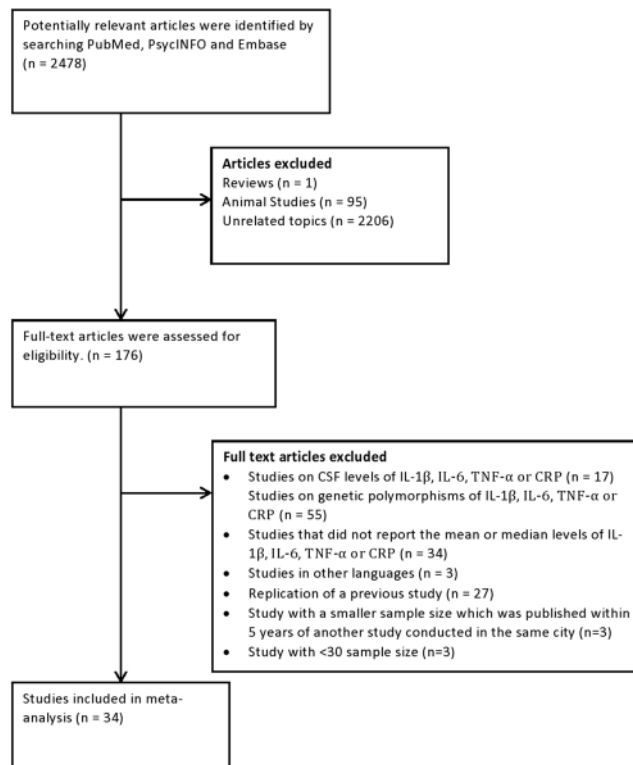 Potentially relevant articles were identified by
searching PubMed, PsycINFO and Embase
(n = 2478)
Articles excluded
Reviews (n = 1)
Animal Studies (n = 95)
Unrelated topics (n = 2206)
Full-text articles were assessed for
eligibility. (n = 176)
Full text articles excluded
• Studies on CSF levels of IL-1β, IL-6, TNF-α or CRP (n = 17)
Studies on genetic polymorphisms of IL-1β, IL-6, TNF-α or
CRP (n = 55)
• Studies that did not report the mean or median levels of IL-
1β, IL-6, TNF-α or CRP (n = 34)
• Studies in other languages (n = 3)
• Replication of a previous study (n = 27)
• Study with a smaller sample size which was published within
5 years of another study conducted in the same city (n=3)
• Study with <30 sample size (n=3)
Studies included in meta-
analysis (n = 34)